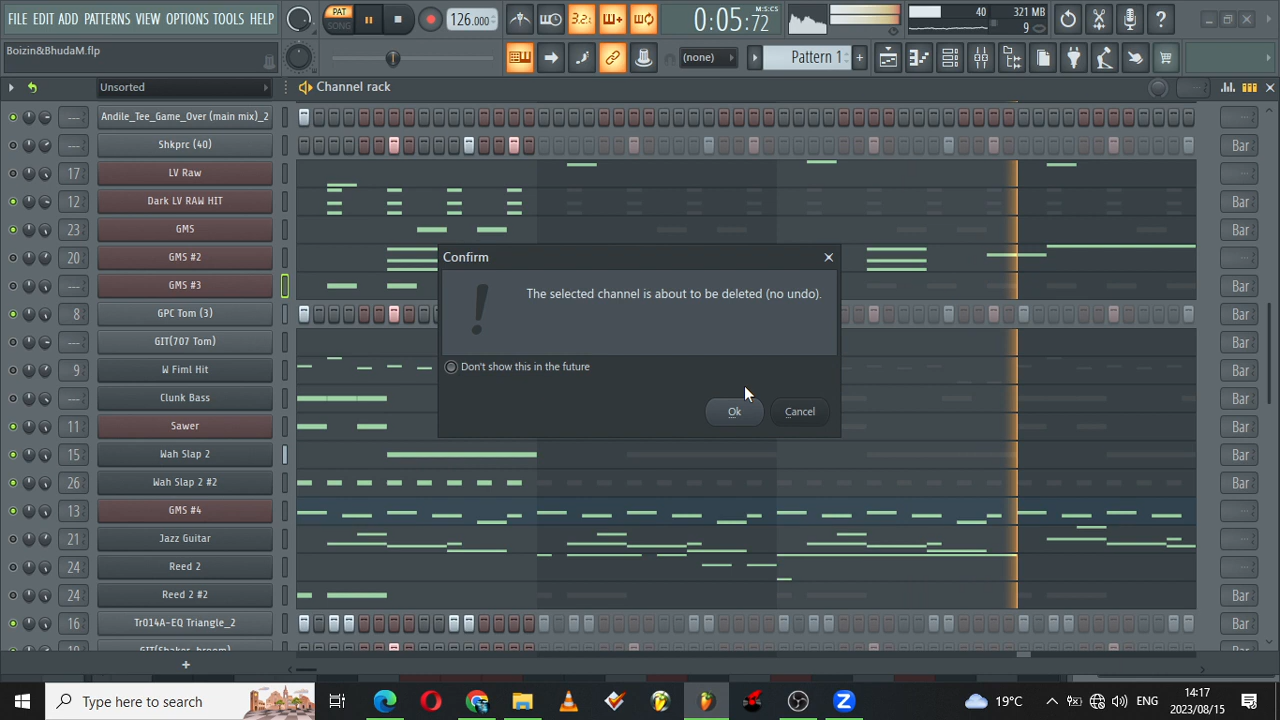 FILE EDIT ADD PATTERNS VIEW OPTIONS TOOLS HELP
PAT
SONG
126.000
3.2
M:S:CS
0:05:72
40
321 MB
9
Boizin&BhudaM.flp
(none)
Pattern 1
Unsorted
Channel rack
--- Andile_Tee_Game_Over (main mix)_2
--- Shkprc (40) Bar
17 LV Raw
12 Dark LV RAW HIT Bar
23 GMS Bar
20 GMS #2 Bar
GMS #3 Bar
8 GPC Tom (3) Bar
--- GIT(707 Tom) Bar
9 W Fiml Hit Bar
--- Clunk Bass Bar
11 Sawer Bar
15 Wah Slap 2 Bar
26 Wah Slap 2 #2 Bar
13 GMS #4
21 Jazz Guitar
24 Reed 2
24 Reed 2 #2 Bar
16 Tr014A-EQ Triangle_2 Bar
Confirm
The selected channel is about to be deleted (no undo).
Don't show this in the future
Ok
Cancel
+
Type here to search
19°C
ENG
14:17
2023/08/15